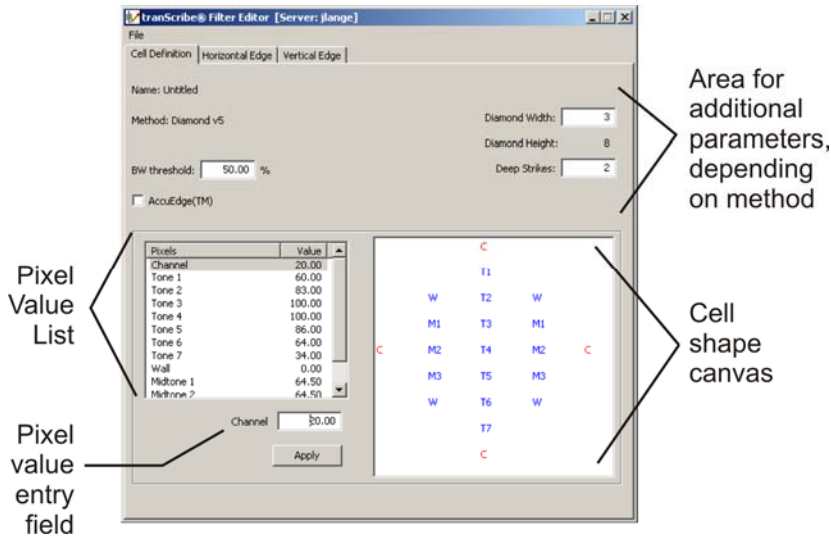 tranScribe® Filter Editor [Server: jlange]
File
Cell Definition Horizontal Edge Vertical Edge
Name: Untitled
Method: Diamond v5
Diamond Width: 3
Diamond Height: 8
BW threshold: 50.00 %
Deep Strikes: 2
AccuEdge(TM)
Area for
additional
parameters,
depending
on method
Pixel
Value
List
Pixels Value
Channel 20.00
Tone 1 60.00
Tone 2 83.00
Tone 3 100.00
Tone 4 100.00
Tone 5 86.00
Tone 6 64.00
Tone 7 34.00
Wall 0.00
Midtone 1 64.50
Midtone 2 64.50
Channel 20.00
Apply
Pixel
value
entry
field
C
T1
W T2 W
M1 T3 M1
C M2 T4 M2 C
M3 T5 M3
W T6 W
T7
C
Cell
shape
canvas